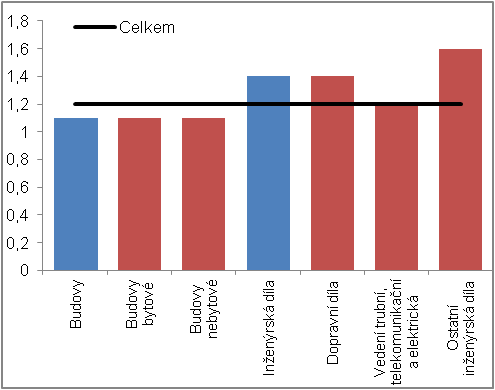 1,8
1,6
1,4
1,2
1
0,8
0,6
0,4
0,2
0
Celkem
Budovy
Budovy
bytové
Budovy
nebytové
Inženýrská díla
Dopravní díla
Vedení trubní,
telekomunikační
a elektrická
Ostatní
inženýrská díla